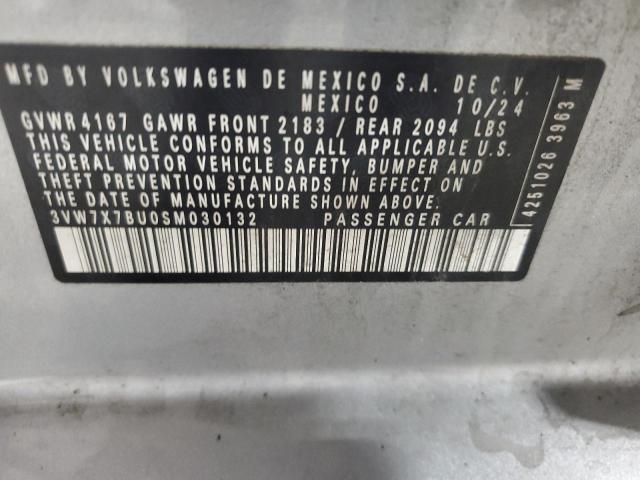 MFD BY VOLKSWAGEN DE MEXICO S.A. DE C.V.
MEXICO 10/24
GVWR 4167 GAWR FRONT 2183 / REAR 2094 LBS
THIS VEHICLE CONFORMS TO ALL APPLICABLE U.S.
FEDERAL MOTOR VEHICLE SAFETY, BUMPER AND
THEFT PREVENTION STANDARDS IN EFFECT ON
THE DATE OF MANUFACTURE SHOWN ABOVE.
3VW7X7BU0SM030132 PASSENGER CAR
4251026 3963 M